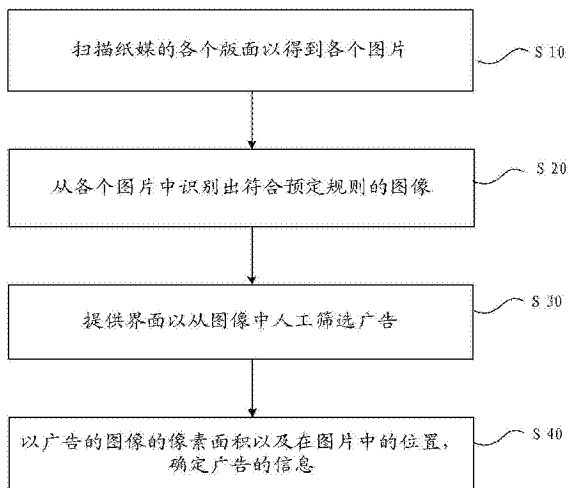 扫描纸媒的各个版面以得到各个图片
S 10
从各个图片中识别出符合预定规则的图像
S 20
提供界面以从图像中人工筛选广告
S 30
以广告的图像的像素面积以及在图片中的位置，
确定广告的信息
S 40